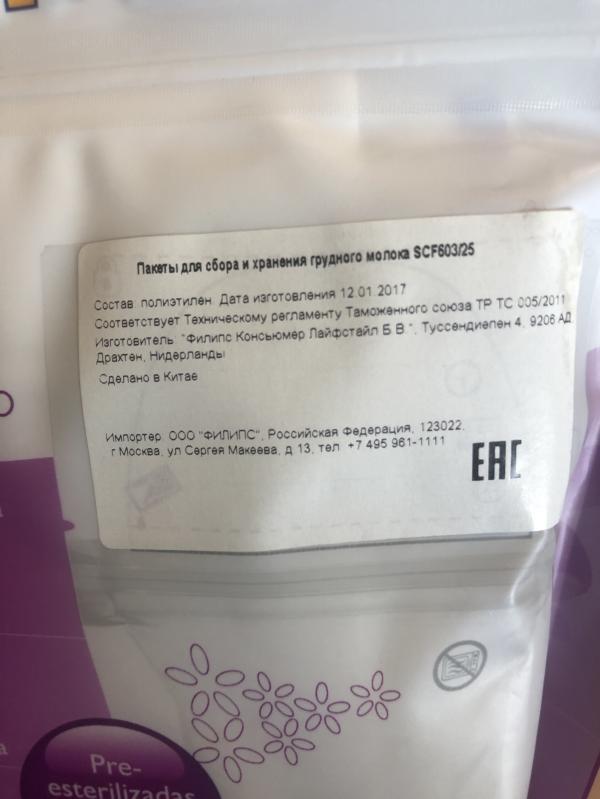 Пакеты для сбора и хранения грудного молока SCF603/25
Состав: полиэтилен. Дата изготовления 12.01.2017
Соответствует Техническому регламенту Таможенного союза ТР ТС 005/2011
Изготовитель: "Филипс Консьюмер Лайфстайл Б.В.", Туссендиепен 4, 9206 АД
Драхтен, Нидерланды
Сделано в Китае
Импортер: ООО "ФИЛИПС", Российская Федерация, 123022,
г.Москва, ул.Сергея Макеева, д.13, тел. +7 495 961-1111
EAC
Pre-
esterilizadas